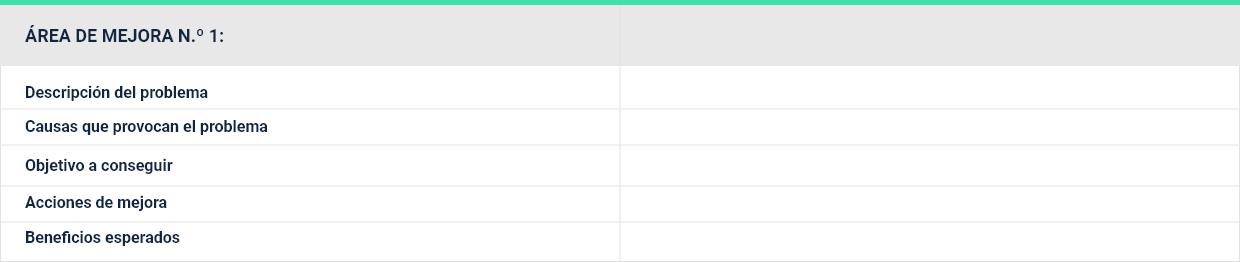 ÁREA DE MEJORA N.º 1:
Descripción del problema
Causas que provocan el problema
Objetivo a conseguir
Acciones de mejora
Beneficios esperados